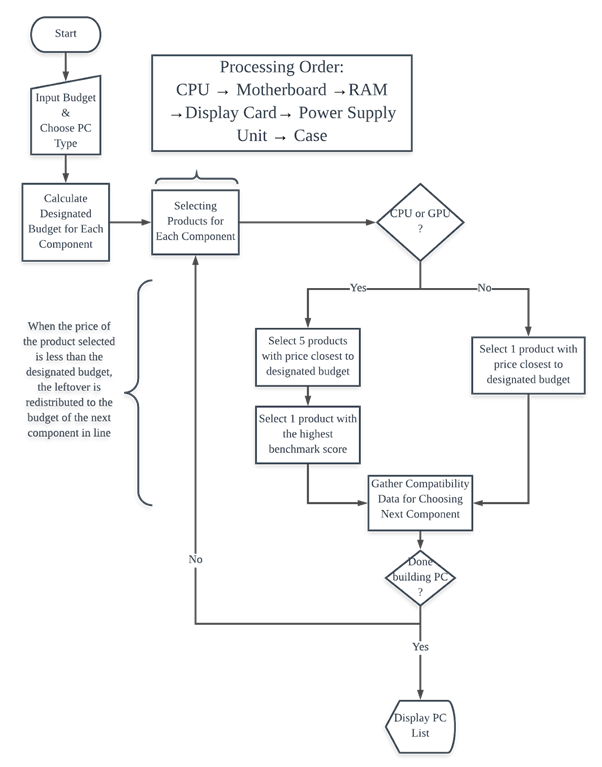 Start
Processing Order:
CPU → Motherboard →RAM
→Display Card→ Power Supply
Unit → Case
Input Budget
&
Choose PC
Type
Calculate
Designated
Budget for Each
Component
Selecting
Products for
Each Component
CPU or GPU
?
Yes
No
When the price of
the product selected
is less than the
designated budget,
the leftover is
redistributed to the
budget of the next
component in line
Select 5 products
with price closest to
designated budget
Select 1 product with
price closest to
designated budget
Select 1 product with
the highest
benchmark score
Gather Compatibility
Data for Choosing
Next Component
Done
building PC
?
No
Yes
Display PC
List